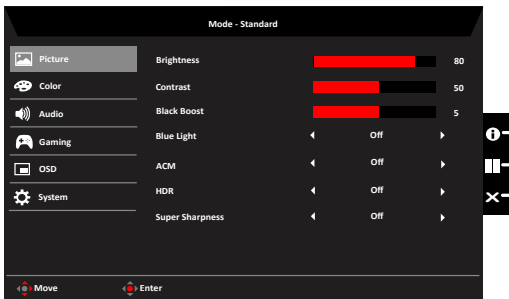 Mode - Standard
Picture
Color
Audio
Gaming
OSD
System
Brightness 80
Contrast 50
Black Boost 5
Blue Light Off
ACM Off
HDR Off
Super Sharpness Off
Move Enter